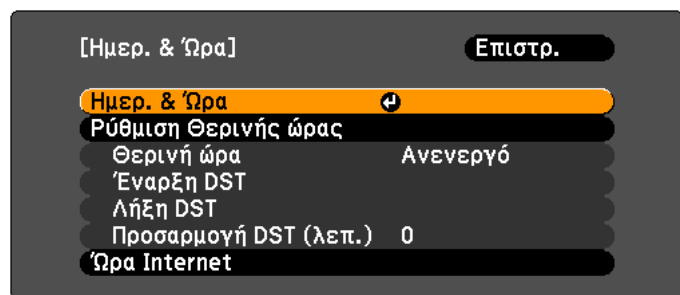 [Ημερ. & Ώρα] Επιστρ.
Ημερ. & Ώρα
Ρύθμιση Θερινής ώρας
Θερινή ώρα Ανενεργό
Έναρξη DST
Λήξη DST
Προσαρμογή DST (λεπ.) 0
Ώρα Internet